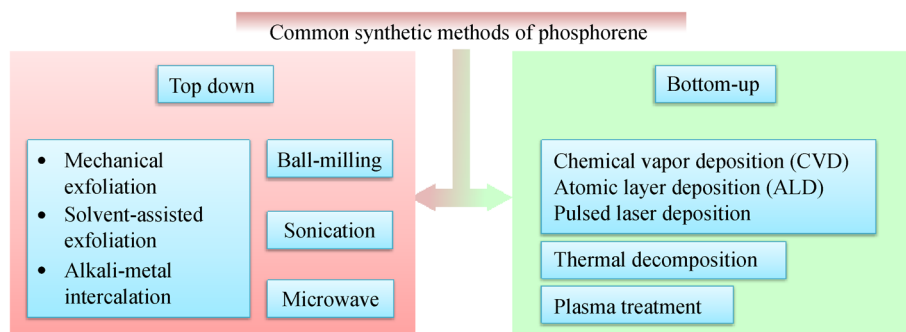 Common synthetic methods of phosphorene
Top down
• Mechanical
exfoliation
• Solvent-assisted
exfoliation
• Alkali-metal
intercalation
Ball-milling
Sonication
Microwave
Bottom-up
Chemical vapor deposition (CVD)
Atomic layer deposition (ALD)
Pulsed laser deposition
Thermal decomposition
Plasma treatment